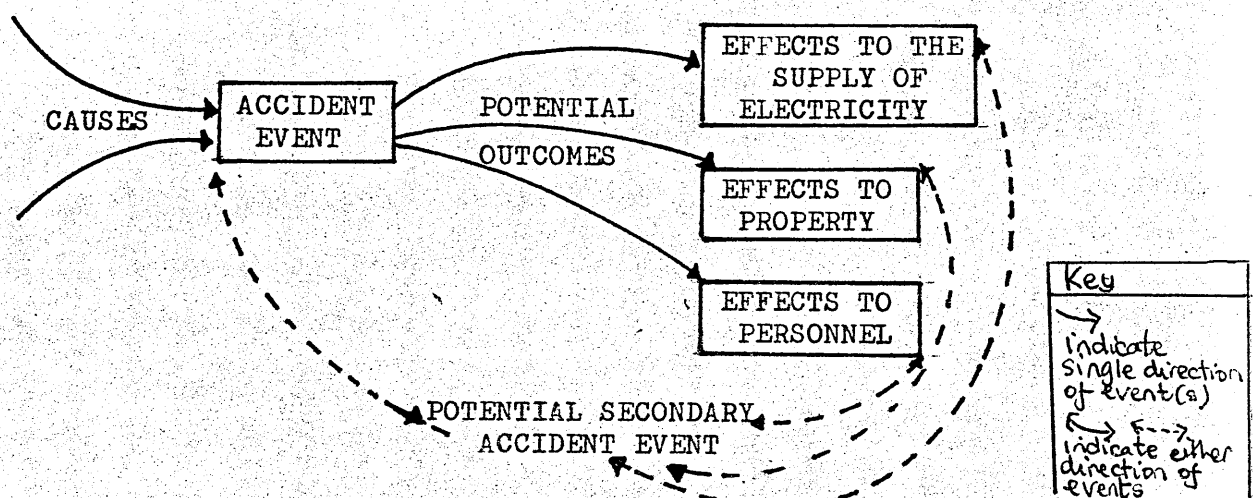 CAUSES
ACCIDENT
EVENT
POTENTIAL
OUTCOMES
EFFECTS TO THE
SUPPLY OF
ELECTRICITY
EFFECTS TO
PROPERTY
EFFECTS TO
PERSONNEL
POTENTIAL SECONDARY
ACCIDENT EVENT
Key
indicate
single direction
of event(s)
indicate either
direction of
events